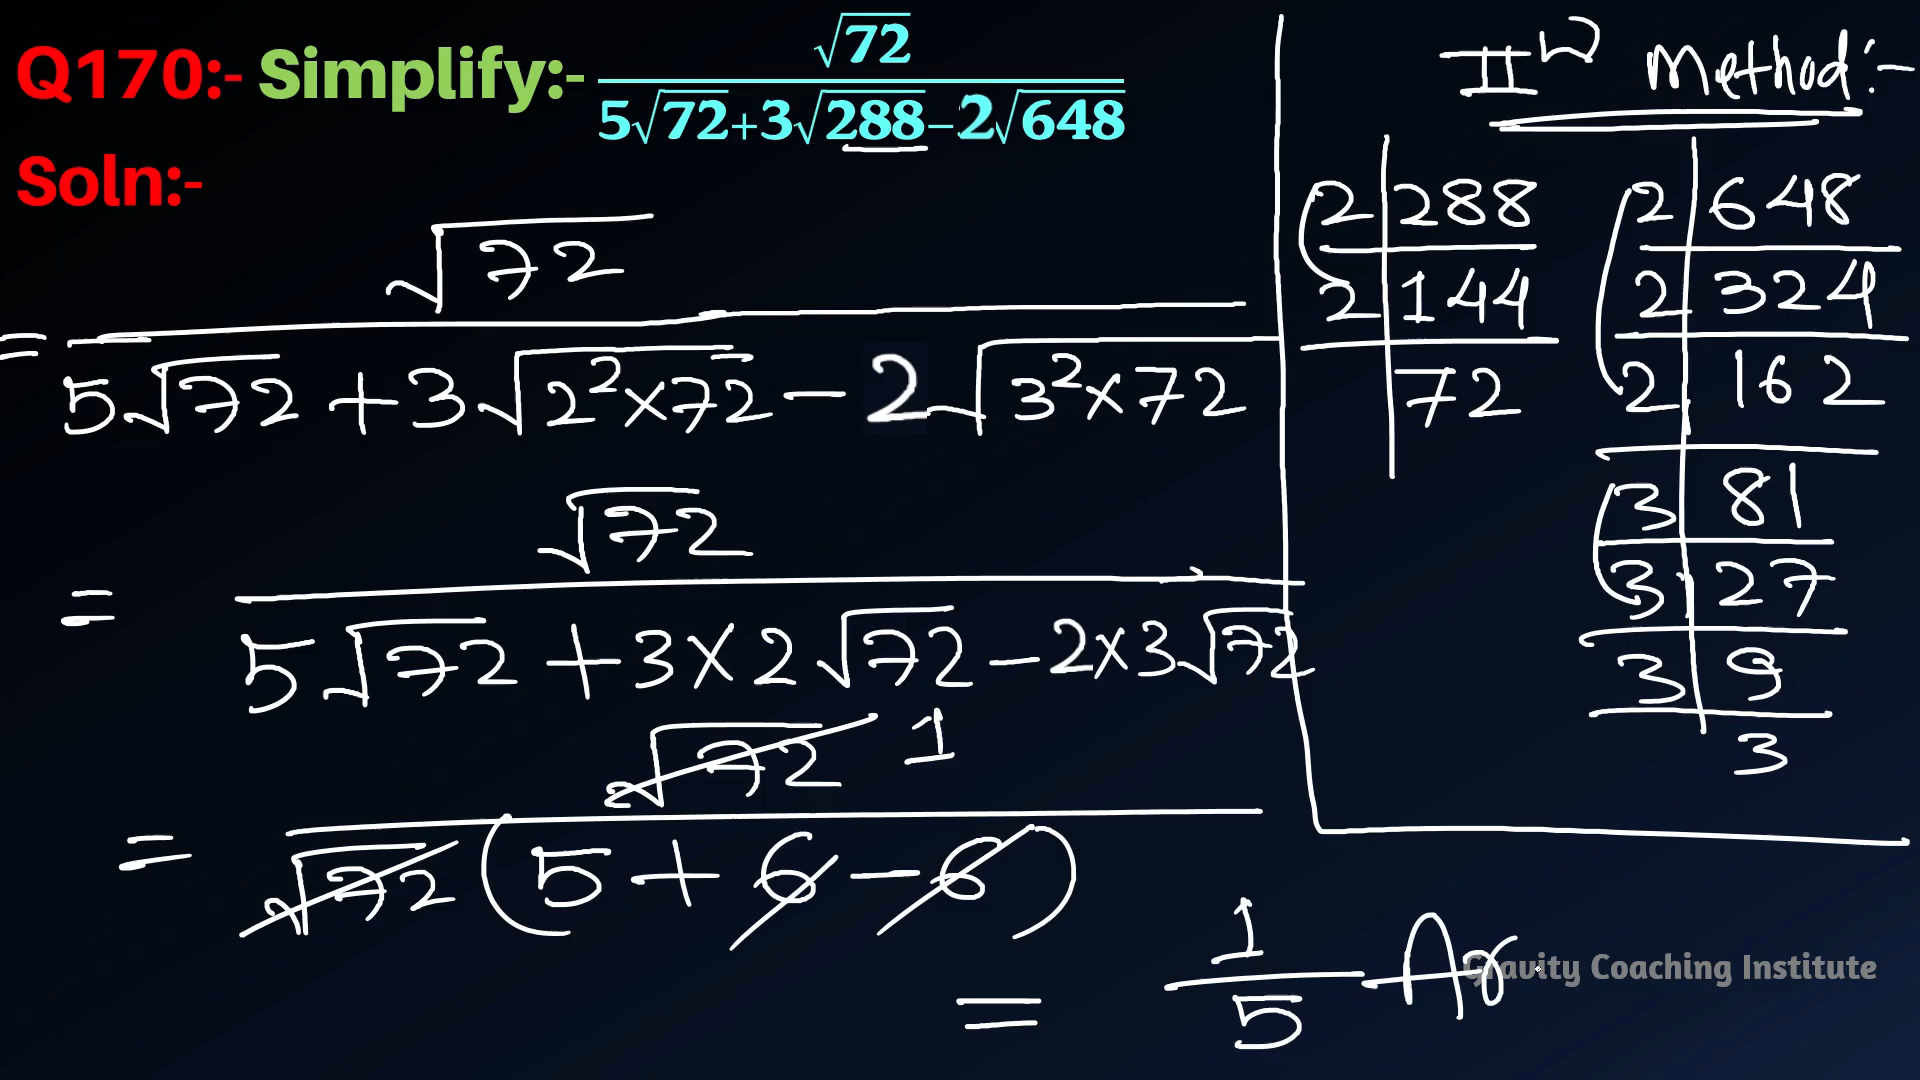 Q170:- Simplify:- √72 / (5√72+3√288−2√648)
Soln:-
= √72 / (5√72 + 3√(2²×72) − 2√(3²×72))
= √72 / (5√72 + 3×2√72 − 2×3√72)
= √72 1 / (√72 (5 + 6 − 6))
= 1/5
Method:-
2 | 288
2 | 144
72
2 | 648
2 | 324
2 | 162
3 | 81
3 | 27
3 | 9
3
Gravity Coaching Institute